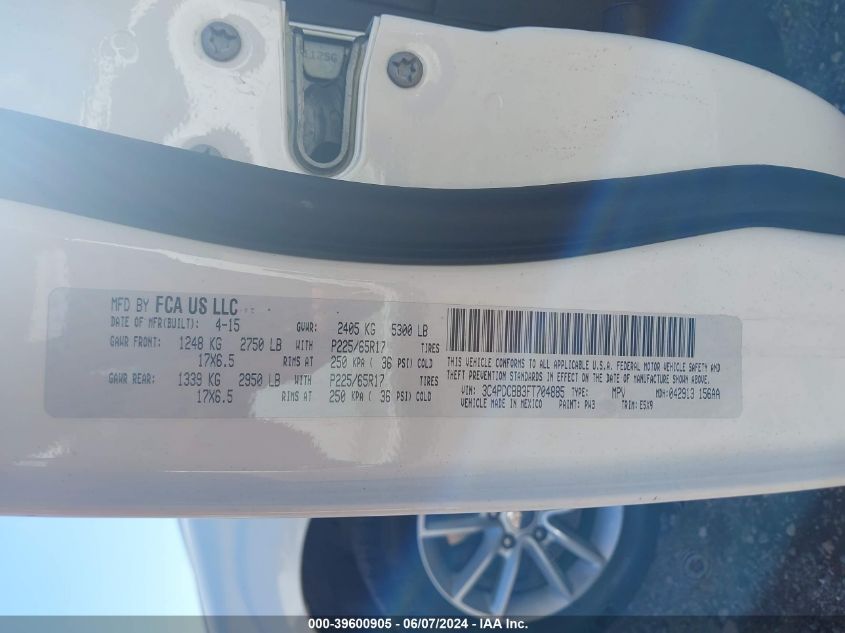 11256
MFD BY FCA US LLC
DATE OF MFR(BUILT): 4-15 GVWR: 2405 KG 5300 LB
GAWR FRONT: 1248 KG 2750 LB WITH P225/65R17 TIRES
17X6.5 RIMS AT 250 KPA ( 36 PSI) COLD
GAWR REAR: 1339 KG 2950 LB WITH P225/65R17 TIRES
17X6.5 RIMS AT 250 KPA ( 36 PSI) COLD
THIS VEHICLE CONFORMS TO ALL APPLICABLE U.S.A. FEDERAL MOTOR VEHICLE SAFETY AND
THEFT PREVENTION STANDARDS IN EFFECT ON THE DATE OF MANUFACTURE SHOWN ABOVE.
VIN: 3C4PDCBB3FT704885 TYPE: MPV MDH:042913 156AA
VEHICLE MADE IN MEXICO PAINT: PW3 TRIM: E5X9
000-39600905 - 06/07/2024 - IAA Inc.